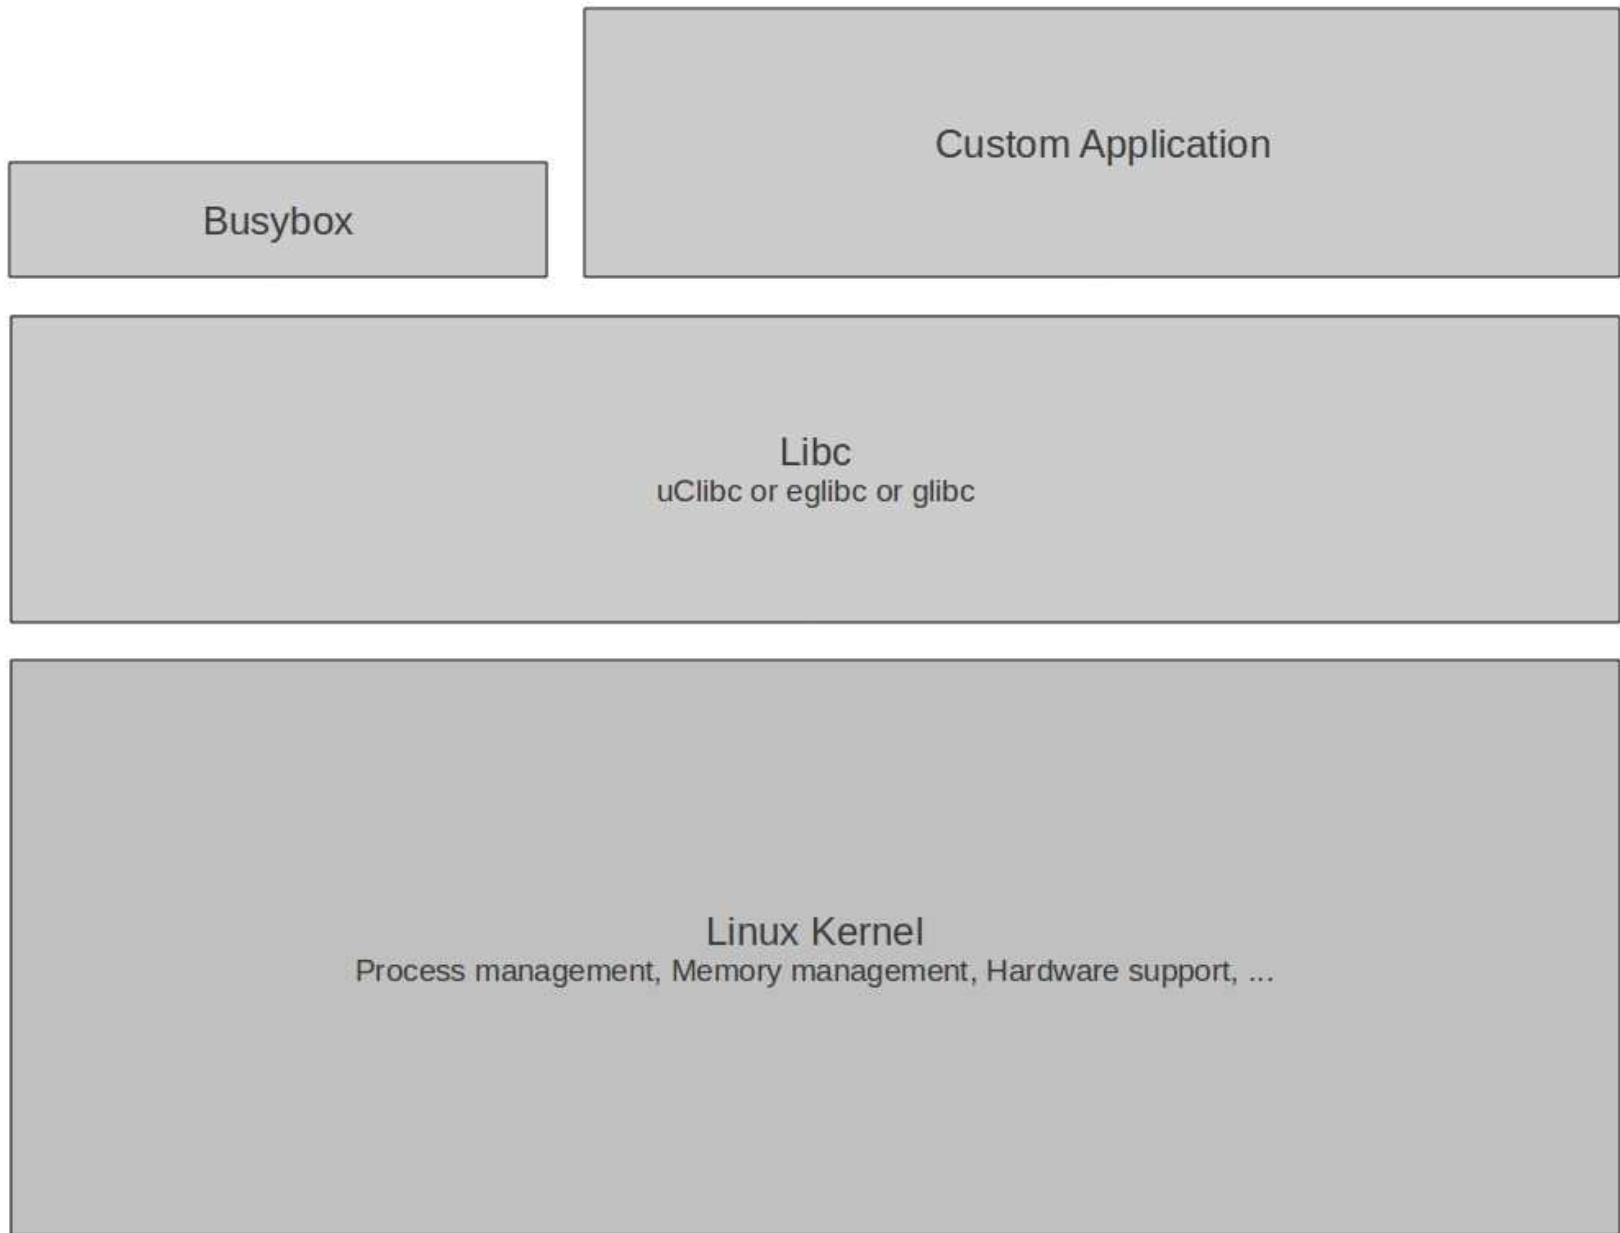 Custom Application
Busybox
Libc
uClibc or eglibc or glibc
Linux Kernel
Process management, Memory management, Hardware support, ...